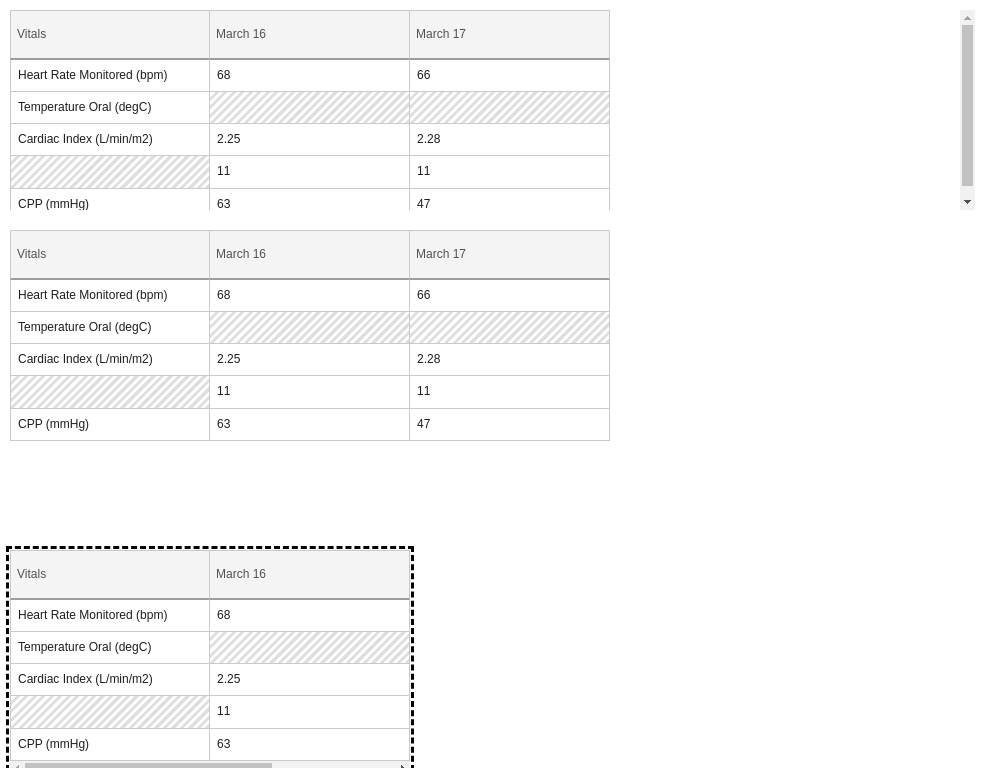 Vitals March 16 March 17
Heart Rate Monitored (bpm) 68 66
Temperature Oral (degC)
Cardiac Index (L/min/m2) 2.25 2.28
11 11
CPP (mmHg) 63 47
Vitals March 16 March 17
Heart Rate Monitored (bpm) 68 66
Temperature Oral (degC)
Cardiac Index (L/min/m2) 2.25 2.28
11 11
CPP (mmHg) 63 47
Vitals March 16
Heart Rate Monitored (bpm) 68
Temperature Oral (degC)
Cardiac Index (L/min/m2) 2.25
11
CPP (mmHg) 63